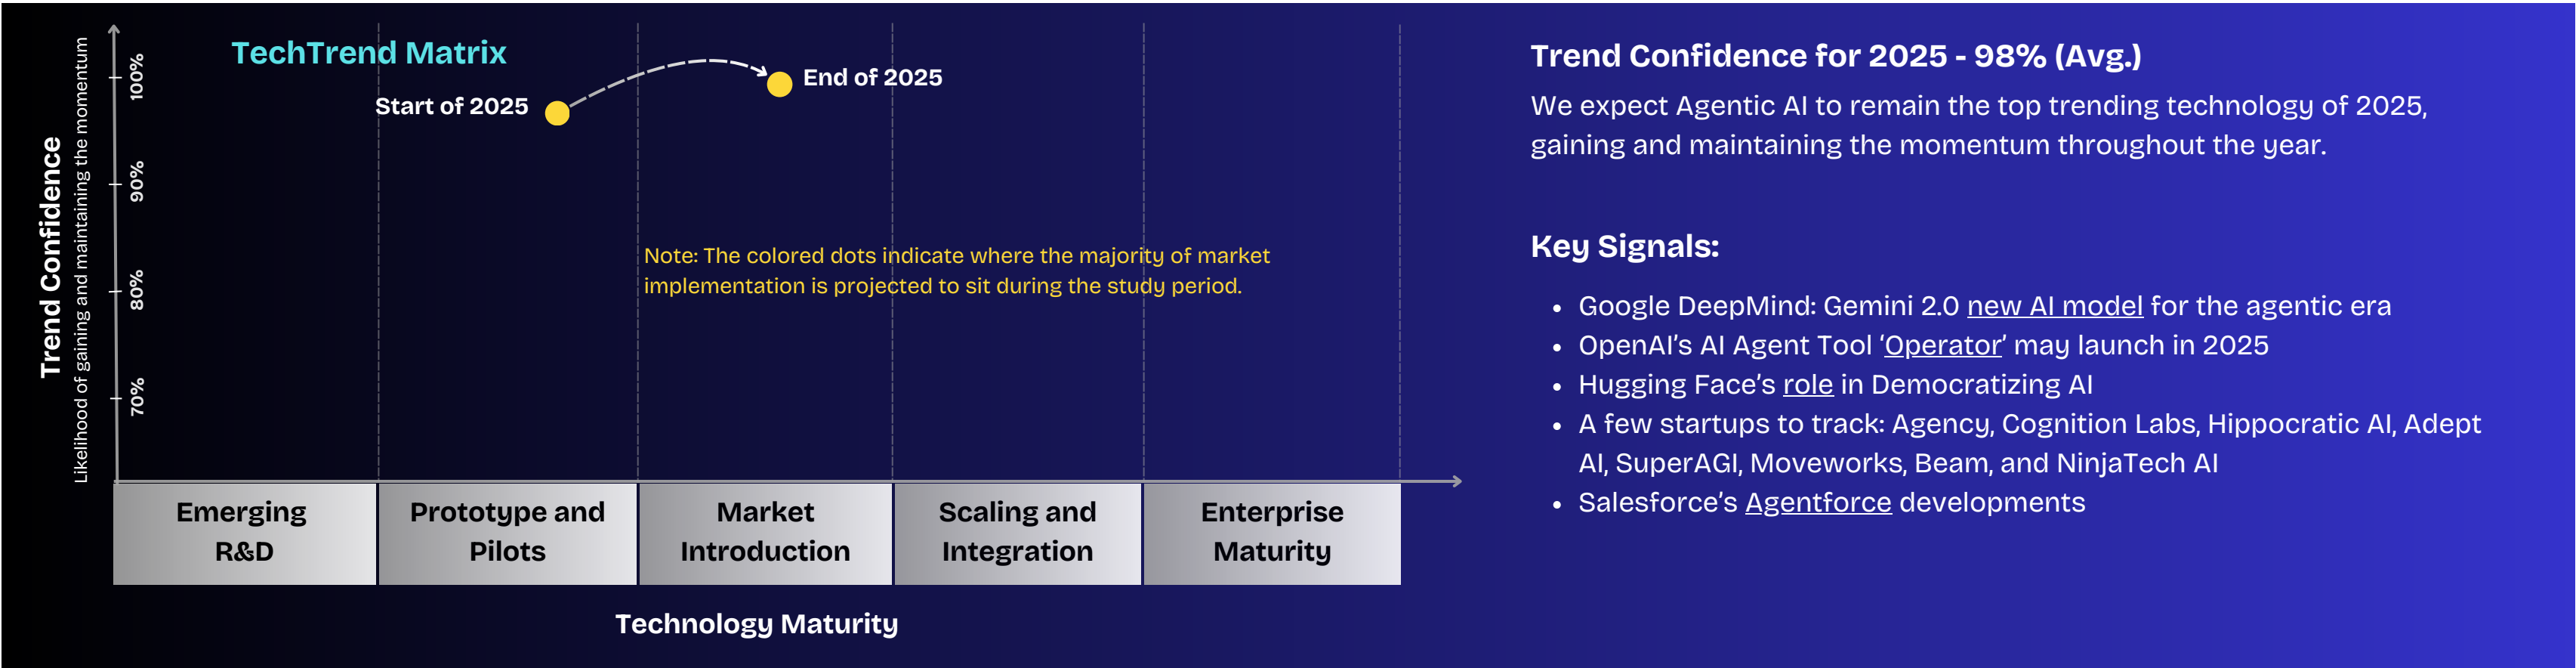 TechTrend Matrix
Start of 2025
End of 2025
Trend Confidence
Likelihood of gaining and maintaining the momentum
100%
90%
80%
70%
Note: The colored dots indicate where the majority of market
implementation is projected to sit during the study period.
Emerging
R&D
Prototype and
Pilots
Market
Introduction
Scaling and
Integration
Enterprise
Maturity
Technology Maturity
Trend Confidence for 2025 - 98% (Avg.)
We expect Agentic AI to remain the top trending technology of 2025,
gaining and maintaining the momentum throughout the year.
Key Signals:
• Google DeepMind: Gemini 2.0 new AI model for the agentic era
• OpenAI’s AI Agent Tool ‘Operator’ may launch in 2025
• Hugging Face’s role in Democratizing AI
• A few startups to track: Agency, Cognition Labs, Hippocratic AI, Adept
AI, SuperAGI, Moveworks, Beam, and NinjaTech AI
• Salesforce’s Agentforce developments